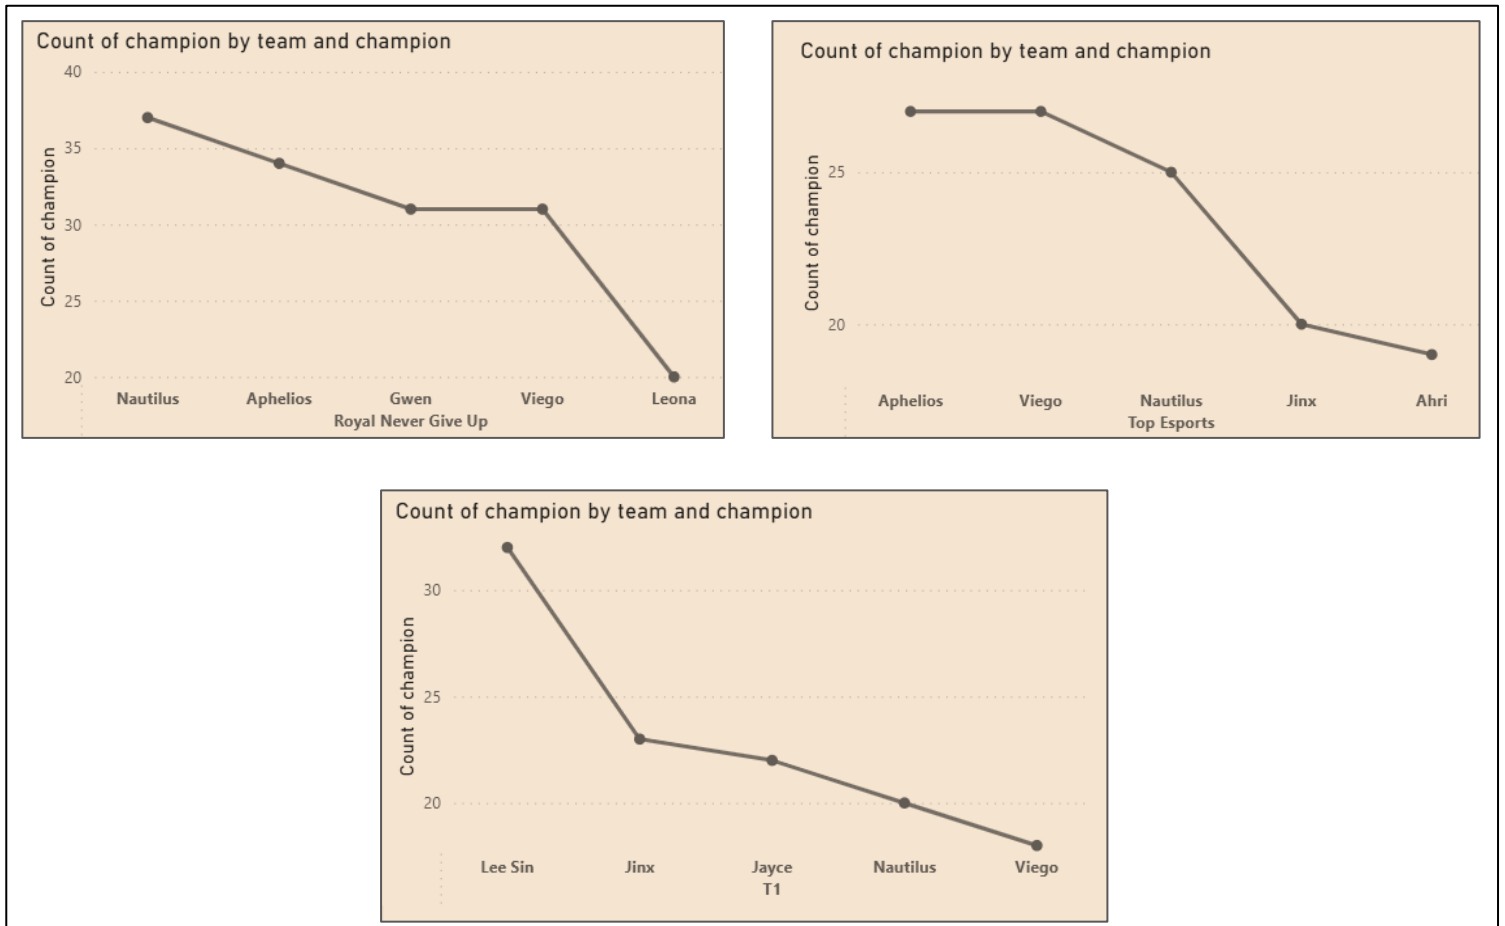 Count of champion by team and champion
Count of champion
40
35
30
25
20
Nautilus Aphelios Gwen Viego Leona
Royal Never Give Up
Count of champion by team and champion
Count of champion
25
20
Aphelios Viego Nautilus Jinx Ahri
Top Esports
Count of champion by team and champion
Count of champion
30
25
20
Lee Sin Jinx Jayce Nautilus Viego
T1